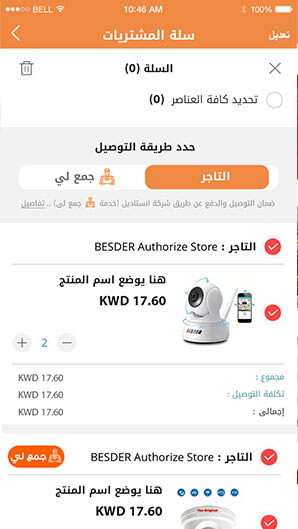 BELL 10:46 AM 100%
تعديل سلة المشتريات
السلة (0)
تحديد كافة العناصر (0)
حدد طريقة التوصيل
التاجر جمع لي
ضمان التوصيل والدفع عن طريق شركة انستاديل (خدمة جمع لى) .. تفاصيل
التاجر : BESDER Authorize Store
هنا يوضع اسم المنتج
KWD 17.60
BESDER
2
مجموع : KWD 17.60
تكلفة التوصيل : KWD 17.60
إجمالى : KWD 17.60
التاجر : BESDER Authorize Store جمع لي
هنا يوضع اسم المنتج
KWD 17.60